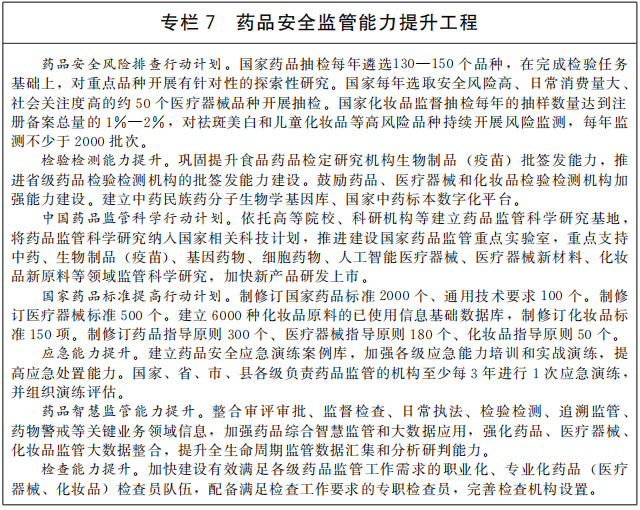 专栏 7 药品安全监管能力提升工程
药品安全风险排查行动计划。国家药品抽检每年遴选130—150 个品种，在完成检验任务
基础上，对重点品种开展有针对性的探索性研究。国家每年选取安全风险高、日常消费量大、
社会关注度高的约 50 个医疗器械品种开展抽检。国家化妆品监督抽检每年的抽样数量达到注
册备案总量的 1%—2%，对祛斑美白和儿童化妆品等高风险品种持续开展风险监测，每年监
测不少于 2000 批次。
检验检测能力提升。巩固提升食品药品检定研究机构生物制品（疫苗）批签发能力，推
进省级药品检验检测机构的批签发能力建设。鼓励药品、医疗器械和化妆品检验检测机构加
强能力建设。建立中药民族药分子生物学基因库、国家中药标本数字化平台。
中国药品监管科学行动计划。依托高等院校、科研机构等建立药品监管科学研究基地，
将药品监管科学研究纳入国家相关科技计划，推进建设国家药品监管重点实验室，重点支持
中药、生物制品（疫苗）、基因药物、细胞药物、人工智能医疗器械、医疗器械新材料、化妆
品新原料等领域监管科学研究，加快新产品研发上市。
国家药品标准提高行动计划。制修订国家药品标准 2000 个、通用技术要求 100 个。制修
订医疗器械标准 500 个。建立 6000 种化妆品原料的已使用信息基础数据库，制修订化妆品标
准 150 项。制修订药品指导原则 300 个、医疗器械指导原则 180 个、化妆品指导原则 50 个。
应急能力提升。建立药品安全应急演练案例库，加强各级应急能力培训和实战演练，提
高应急处置能力。国家、省、市、县各级负责药品监管的机构至少每 3 年进行 1 次应急演练，
并组织演练评估。
药品智慧监管能力提升。整合审评审批、监督检查、日常执法、检验检测、追溯监管、
药物警戒等关键业务领域信息，加强药品综合智慧监管和大数据应用，强化药品、医疗器械、
化妆品监管大数据整合，提升全生命周期监管数据汇集和分析研判能力。
检查能力提升。加快建设有效满足各级药品监管工作需求的职业化、专业化药品（医疗
器械、化妆品）检查员队伍，配备满足检查工作要求的专职检查员，完善检查机构设置。